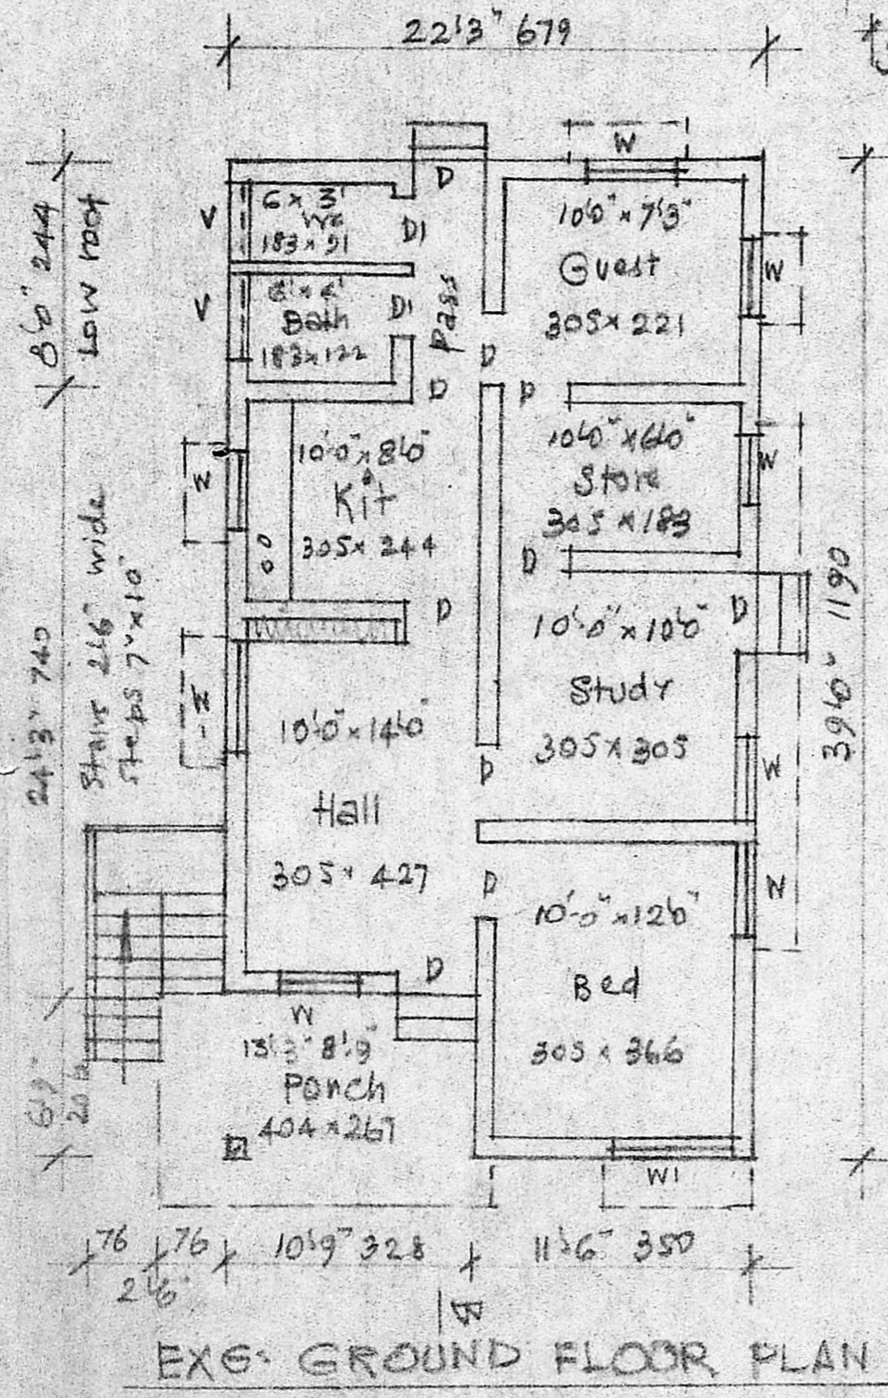 22'3" 679
W
D
6' x 3'
WC
183 x 91
D1
V
10'0" x 7'3"
Guest
305 x 221
W
8'0" 244
Low roof
V
6' x 4'
Bath
183 x 122
D1
Pass
D
D
D
10'0" x 8'0"
Kit
305 x 244
W
10'0" x 6'0"
Store
305 x 183
W
D
D
D
10'-0" x 10'0"
Study
305 x 305
39'0" 1190
24'3" 740
Stairs 2'6" wide
Steps 7" x 10"
W
10'0" x 14'0"
Hall
305 x 427
D
W
D
W
10'-0" x 12'0"
Bed
305 x 366
D
W
13'3" 8'9"
Porch
404 x 267
206
W1
76 76 10'9" 328 11'6" 350
2'6"
EXG. GROUND FLOOR PLAN